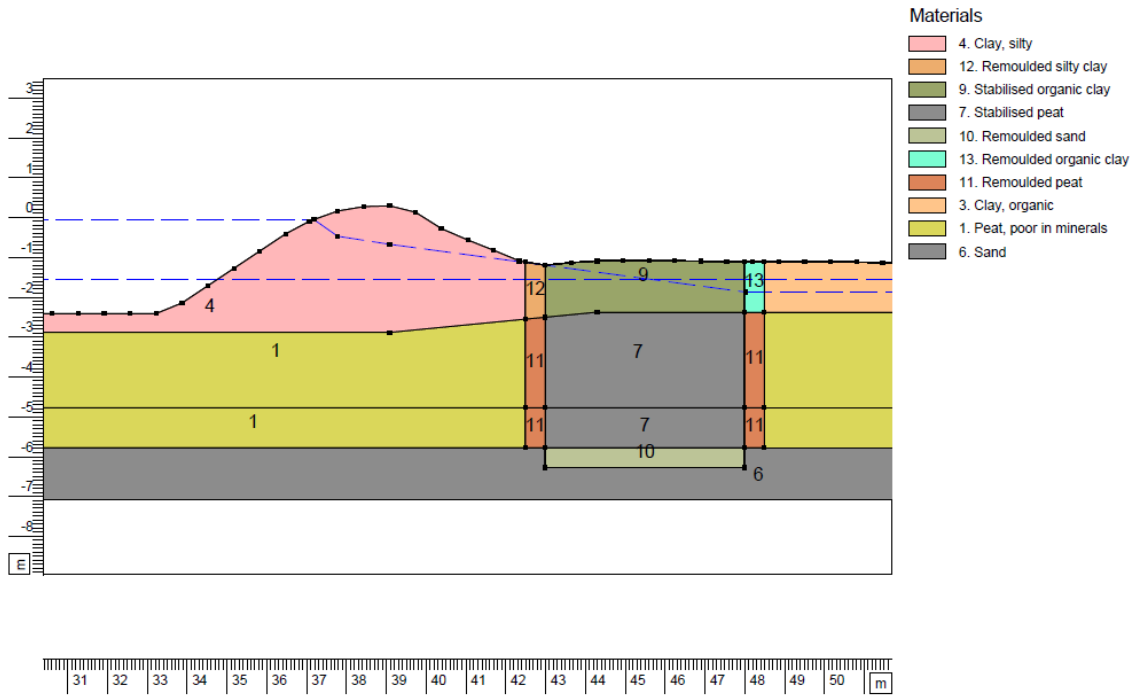 Materials
4. Clay, silty
12. Remoulded silty clay
9. Stabilised organic clay
7. Stabilised peat
10. Remoulded sand
13. Remoulded organic clay
11. Remoulded peat
3. Clay, organic
1. Peat, poor in minerals
6. Sand
3
2
1
0
-1
-2
-3
-4
-5
-6
-7
-8
m
9
13
12
4
1
11
7
11
1
11
7
11
10
6
31 32 33 34 35 36 37 38 39 40 41 42 43 44 45 46 47 48 49 50 m